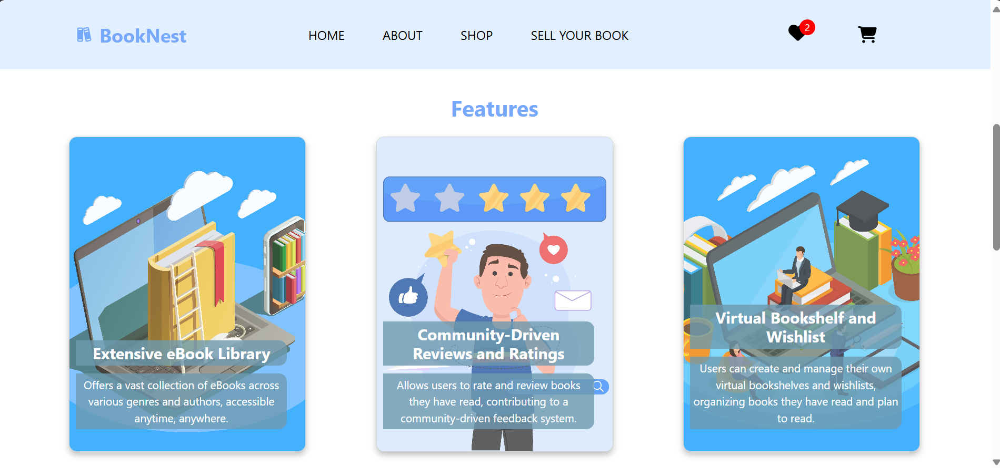 BookNest
HOME ABOUT SHOP SELL YOUR BOOK
2
Features
Extensive eBook Library
Offers a vast collection of eBooks across
various genres and authors, accessible
anytime, anywhere.
Community-Driven
Reviews and Ratings
Allows users to rate and review books
they have read, contributing to a
community-driven feedback system.
Virtual Bookshelf and
Wishlist
Users can create and manage their own
virtual bookshelves and wishlists,
organizing books they have read and plan
to read.